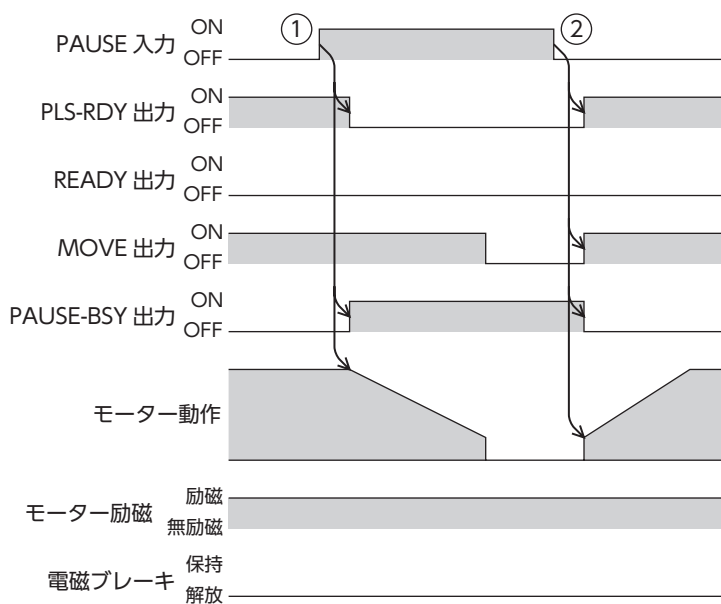 ① ②
PAUSE 入力 ON
OFF
PLS-RDY 出力 ON
OFF
READY 出力 ON
OFF
MOVE 出力 ON
OFF
PAUSE-BSY 出力 ON
OFF
モーター動作
モーター励磁 励磁
無励磁
電磁ブレーキ 保持
解放